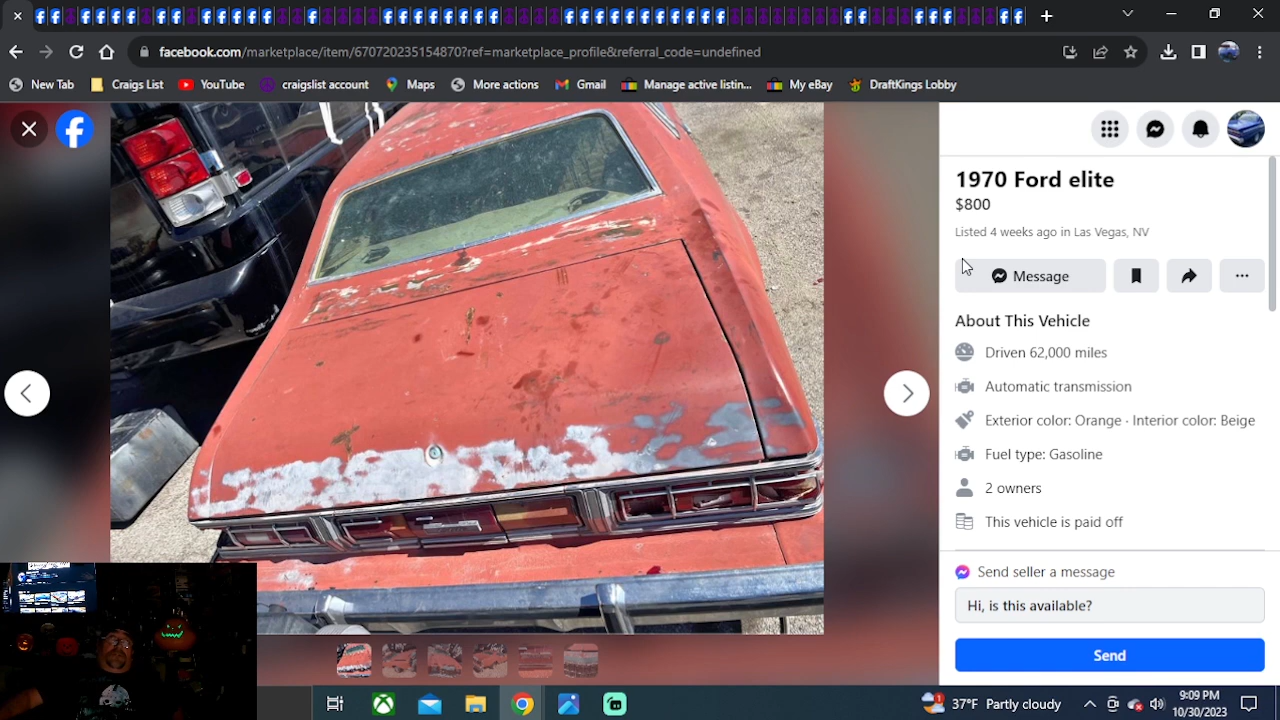 facebook.com/marketplace/item/670720235154870?ref=marketplace_profile&referral_code=undefined
New Tab
Craigs List
YouTube
craigslist account
Maps
More actions
Gmail
Manage active listin...
My eBay
DraftKings Lobby
1970 Ford elite
$800
Listed 4 weeks ago in Las Vegas, NV
Message
About This Vehicle
Driven 62,000 miles
Automatic transmission
Exterior color: Orange · Interior color: Beige
Fuel type: Gasoline
2 owners
This vehicle is paid off
Send seller a message
Hi, is this available?
Send
37°F Partly cloudy
9:09 PM
10/30/2023